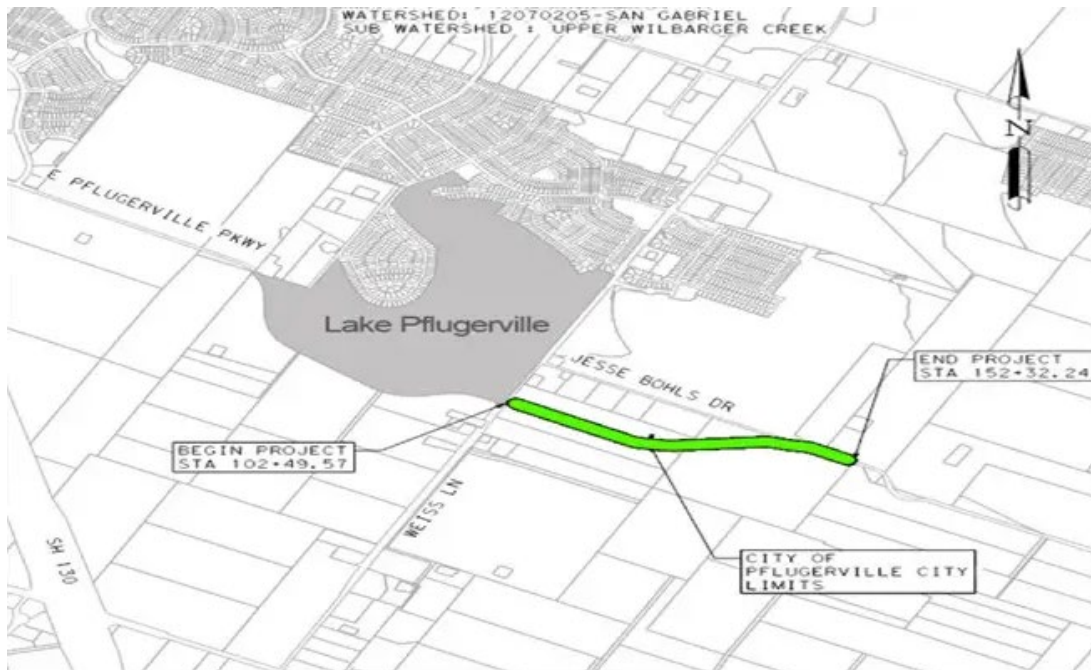 WATERSHED: 12070205-SAN GABRIEL
SUB WATERSHED : UPPER WILBARGER CREEK
N
E PFLUGERVILLE PKWY
Lake Pflugerville
JESSE BOHLS DR
END PROJECT
STA 152+32.24
BEGIN PROJECT
STA 102+49.57
WEISS LN
SH 130
CITY OF
PFLUGERVILLE CITY
LIMITS